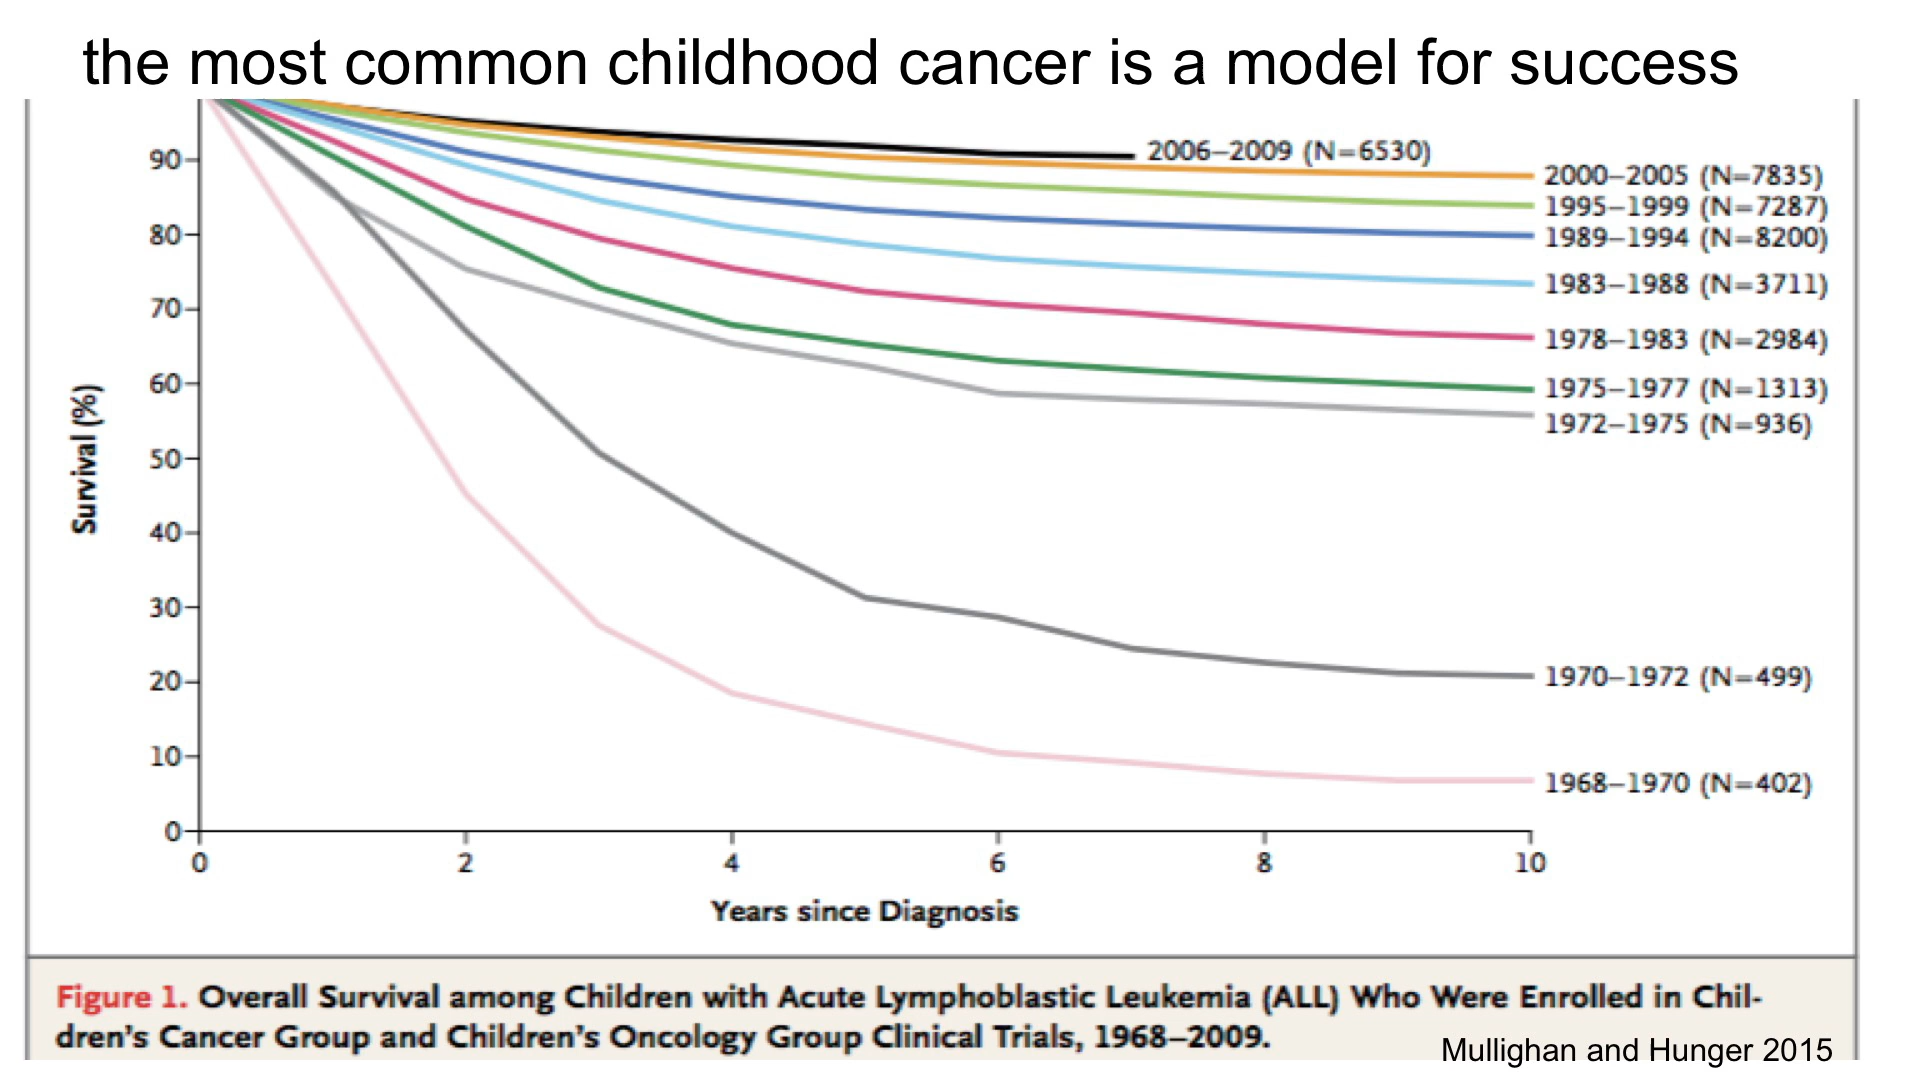 the most common childhood cancer is a model for success
90
80
70
60
50
40
30
20
10
0
Survival (%)
2006–2009 (N=6530)
2000–2005 (N=7835)
1995–1999 (N=7287)
1989–1994 (N=8200)
1983–1988 (N=3711)
1978–1983 (N=2984)
1975–1977 (N=1313)
1972–1975 (N=936)
1970–1972 (N=499)
1968–1970 (N=402)
0 2 4 6 8 10
Years since Diagnosis
Figure 1. Overall Survival among Children with Acute Lymphoblastic Leukemia (ALL) Who Were Enrolled in Chil-
dren's Cancer Group and Children's Oncology Group Clinical Trials, 1968–2009.
Mullighan and Hunger 2015